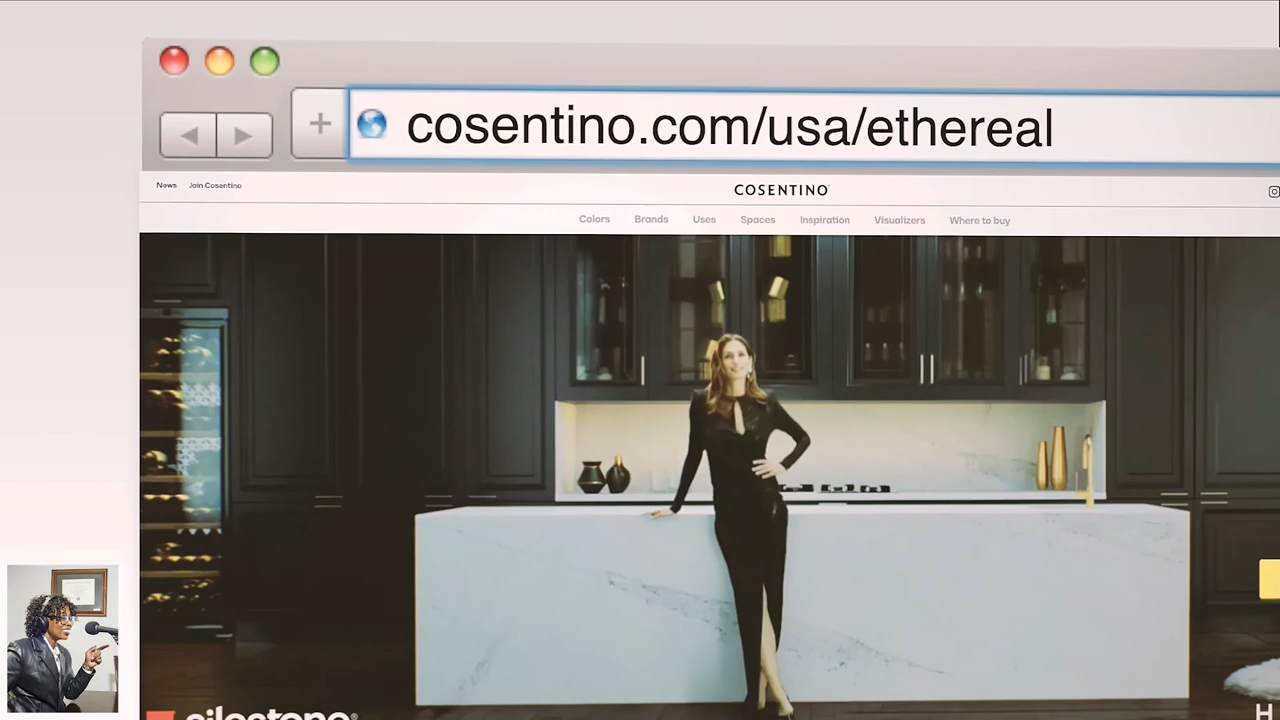 cosentino.com/usa/ethereal
News Join Cosentino
COSENTINO
Colors Brands Uses Spaces Inspiration Visualizers Where to buy
silestone®
H